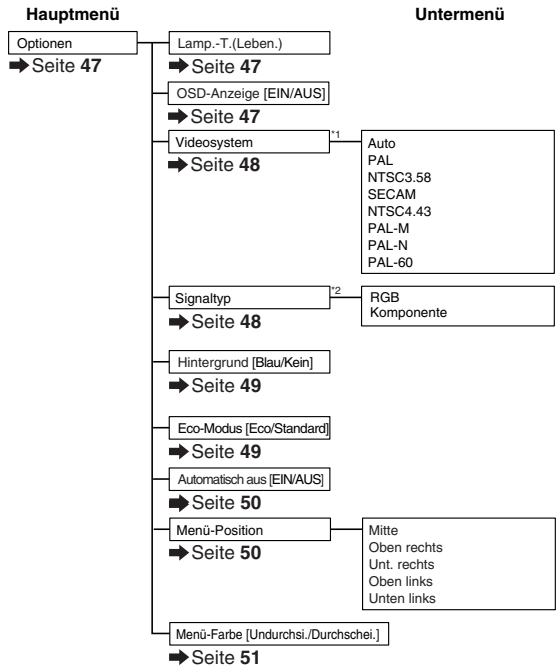 Hauptmenü
Untermenü
Optionen
Seite 47
Lamp.-T.(Leben.)
Seite 47
OSD-Anzeige [EIN/AUS]
Seite 47
Videosystem
*1
Seite 48
Auto
PAL
NTSC3.58
SECAM
NTSC4.43
PAL-M
PAL-N
PAL-60
Signaltyp
*2
Seite 48
RGB
Komponente
Hintergrund [Blau/Kein]
Seite 49
Eco-Modus [Eco/Standard]
Seite 49
Automatisch aus [EIN/AUS]
Seite 50
Menü-Position
Seite 50
Mitte
Oben rechts
Unt. rechts
Oben links
Unten links
Menü-Farbe [Undurchsi./Durchschei.]
Seite 51